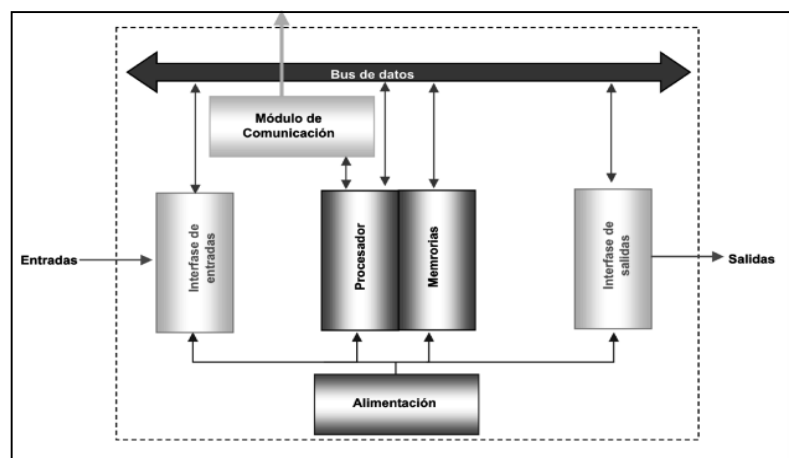 Bus de datos
Módulo de
Comunicación
Entradas
Interfase de
entradas
Procesador
Memrorias
Interfase de
salidas
Salidas
Alimentación